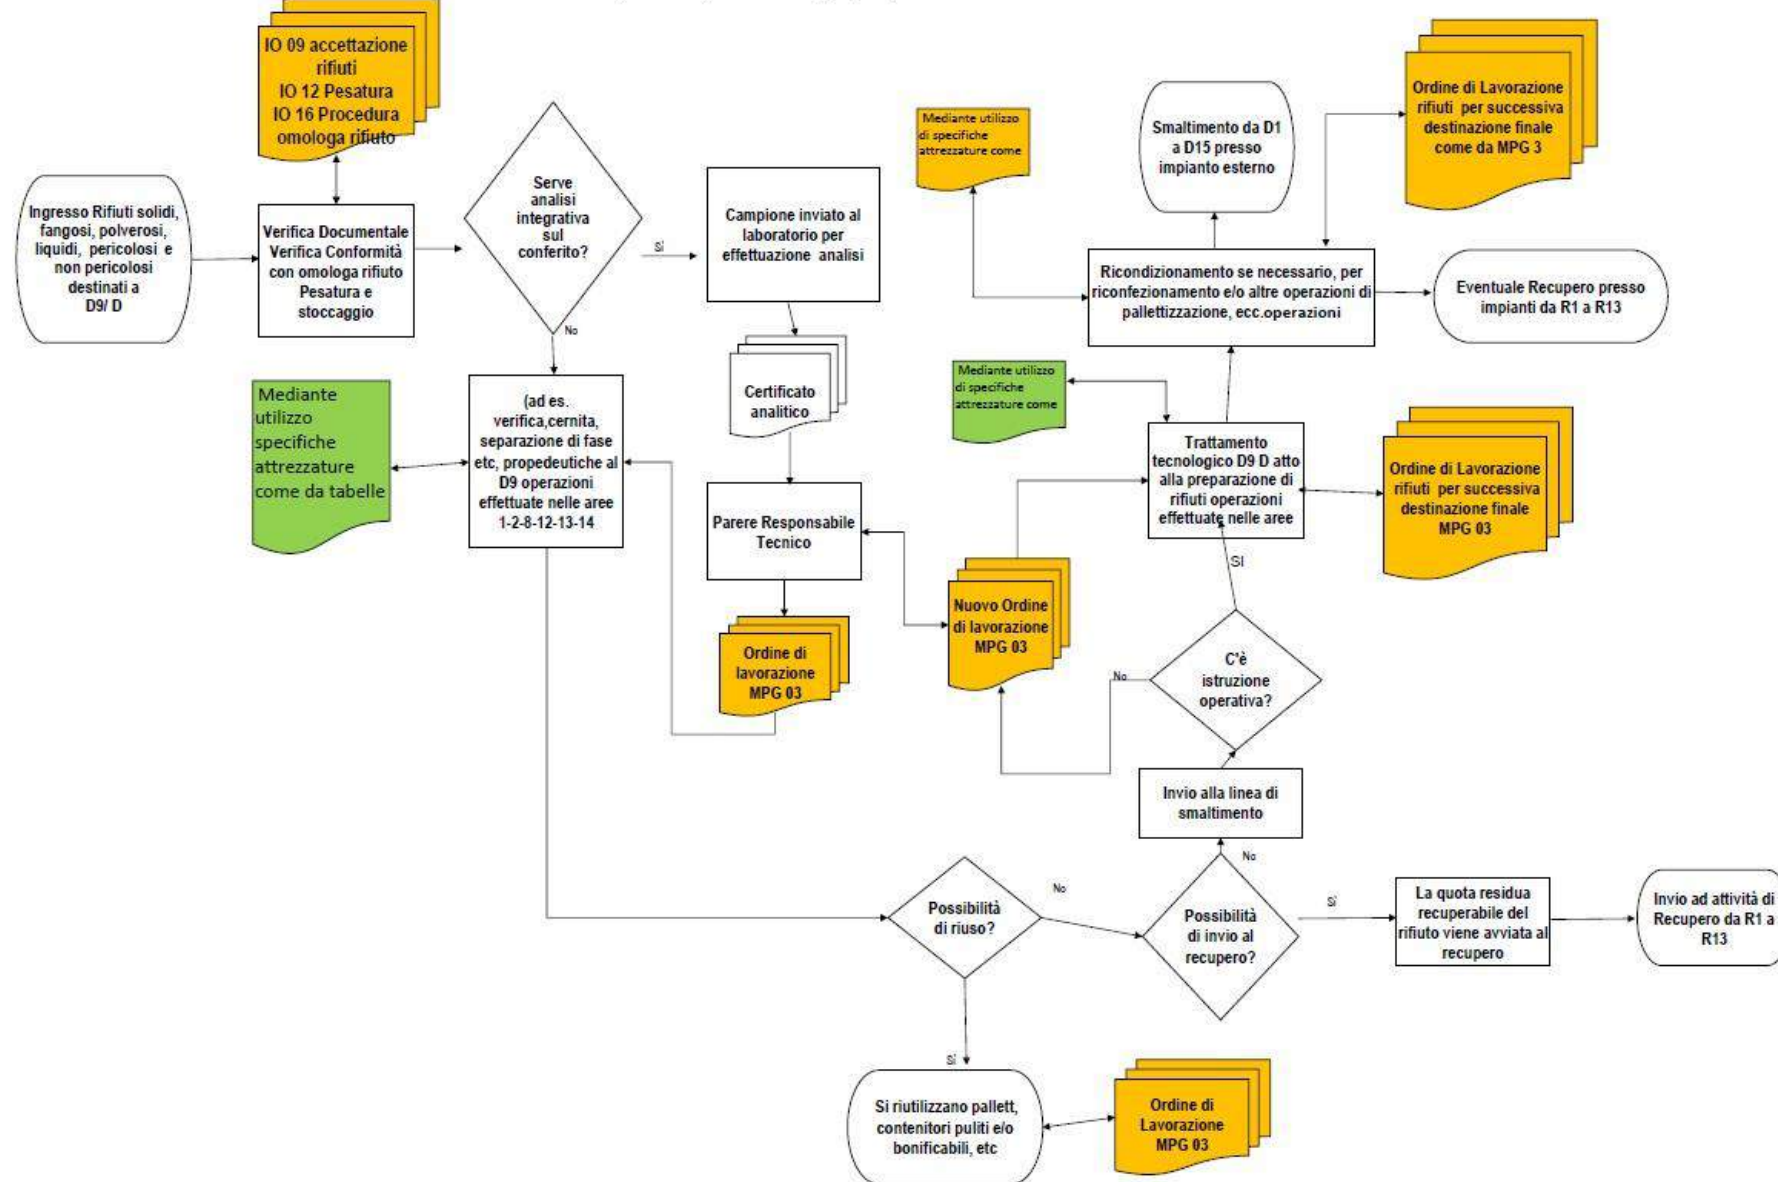 IO 09 accettazione
rifiuti
IO 12 Pesatura
IO 16 Procedura
omologa rifiuto
Ingresso Rifiuti solidi,
fangosi, polverosi,
liquidi, pericolosi e
non pericolosi
destinati a
D9/ D
Verifica Documentale
Verifica Conformità
con omologa rifiuto
Pesatura e
stoccaggio
Serve
analisi
integrativa
sul
conferito?
Sì
No
Campione inviato al
laboratorio per
effettuazione analisi
Certificato
analitico
Parere Responsabile
Tecnico
Ordine di
lavorazione
MPG 03
Mediante
utilizzo
specifiche
attrezzature
come da tabelle
(ad es.
verifica,cernita,
separazione di fase
etc, propedeutiche al
D9 operazioni
effettuate nelle aree
1-2-8-12-13-14
Mediante utilizzo
di specifiche
attrezzature come
Smaltimento da D1
a D15 presso
impianto esterno
Ordine di Lavorazione
rifiuti per successiva
destinazione finale
come da MPG 3
Ricondizionamento se necessario, per
riconfezionamento e/o altre operazioni di
pallettizzazione, ecc.operazioni
Eventuale Recupero presso
impianti da R1 a R13
Mediante utilizzo
di specifiche
attrezzature come
Trattamento
tecnologico D9 D atto
alla preparazione di
rifiuti operazioni
effettuate nelle aree
Ordine di Lavorazione
rifiuti per successiva
destinazione finale
MPG 03
SI
Nuovo Ordine
di lavorazione
MPG 03
No
C'è
istruzione
operativa?
Invio alla linea di
smaltimento
No
Possibilità
di riuso?
No
Possibilità
di invio al
recupero?
Sì
La quota residua
recuperabile del
rifiuto viene avviata al
recupero
Invio ad attività di
Recupero da R1 a
R13
Sì
Si riutilizzano pallett,
contenitori puliti e/o
bonificabili, etc
Ordine di
Lavorazione
MPG 03